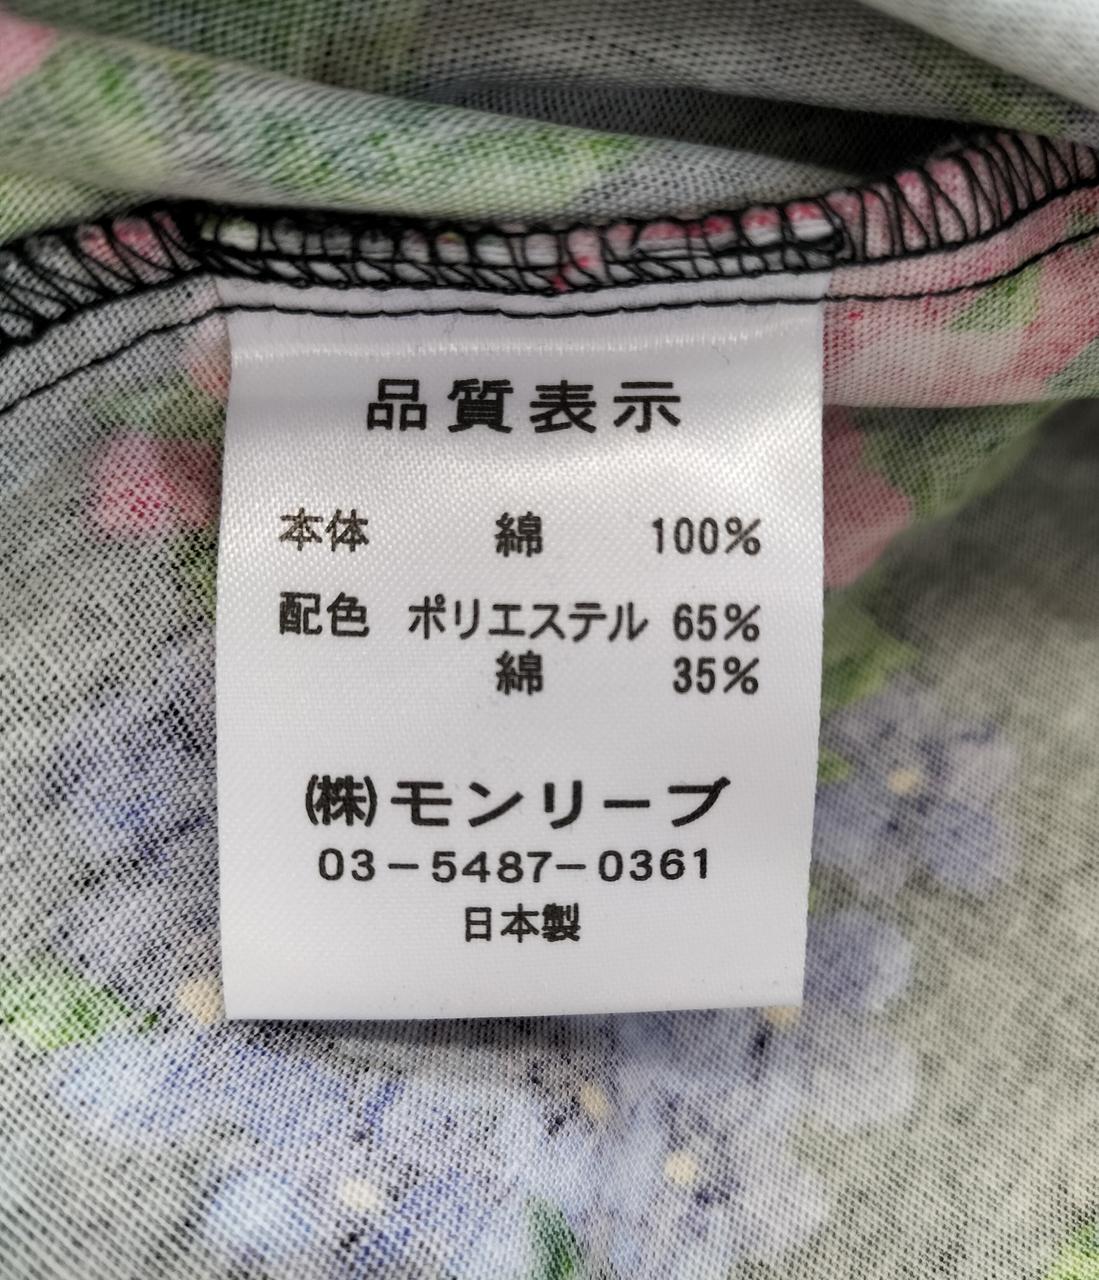 品質表示
本体 綿 100%
配色 ポリエステル 65%
綿 35%
㈱モンリーブ
03-5487-0361
日本製